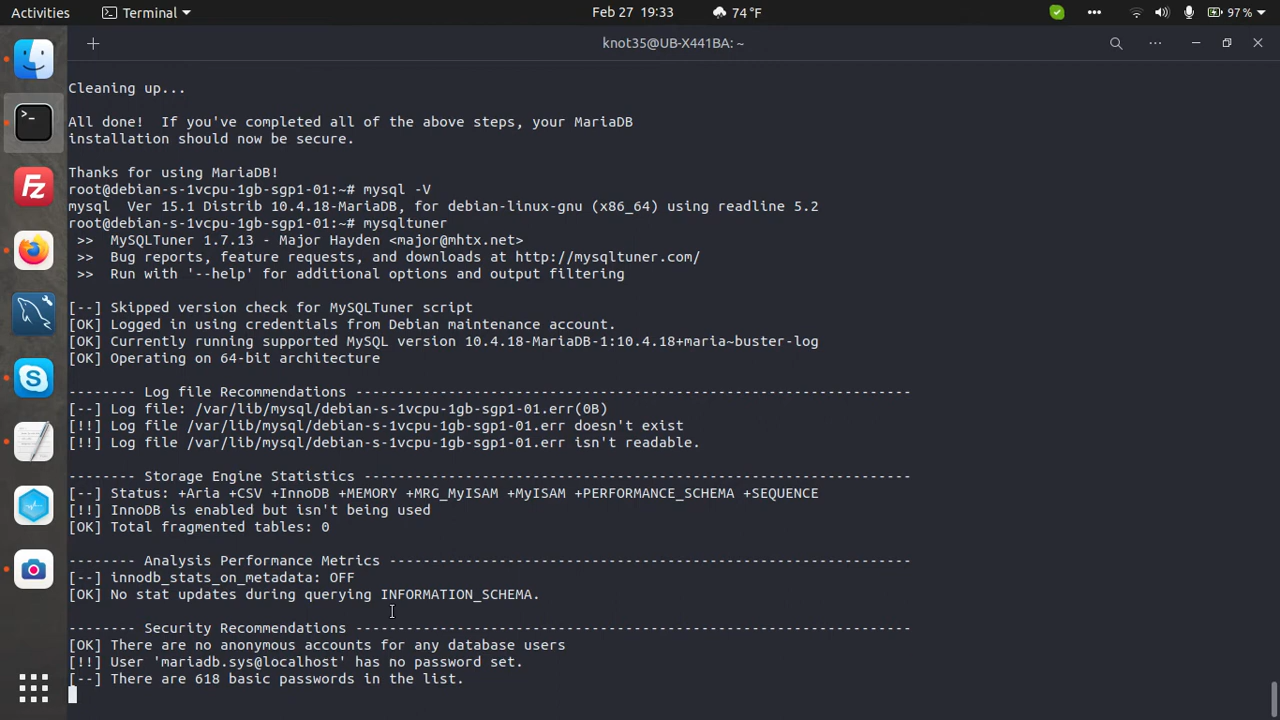 Activities Terminal Feb 27 19:33 74 °F 97 %
knot35@UB-X441BA: ~
Cleaning up...
All done!  If you've completed all of the above steps, your MariaDB
installation should now be secure.
Thanks for using MariaDB!
root@debian-s-1vcpu-1gb-sgp1-01:~# mysql -V
mysql  Ver 15.1 Distrib 10.4.18-MariaDB, for debian-linux-gnu (x86_64) using readline 5.2
root@debian-s-1vcpu-1gb-sgp1-01:~# mysqltuner
 >>  MySQLTuner 1.7.13 - Major Hayden <major@mhtx.net>
 >>  Bug reports, feature requests, and downloads at http://mysqltuner.com/
 >>  Run with '--help' for additional options and output filtering
[--] Skipped version check for MySQLTuner script
[OK] Logged in using credentials from Debian maintenance account.
[OK] Currently running supported MySQL version 10.4.18-MariaDB-1:10.4.18+maria~buster-log
[OK] Operating on 64-bit architecture
-------- Log file Recommendations ------------------------------------------------------------------
[--] Log file: /var/lib/mysql/debian-s-1vcpu-1gb-sgp1-01.err(0B)
[!!] Log file /var/lib/mysql/debian-s-1vcpu-1gb-sgp1-01.err doesn't exist
[!!] Log file /var/lib/mysql/debian-s-1vcpu-1gb-sgp1-01.err isn't readable.
-------- Storage Engine Statistics -----------------------------------------------------------------
[--] Status: +Aria +CSV +InnoDB +MEMORY +MRG_MyISAM +MyISAM +PERFORMANCE_SCHEMA +SEQUENCE
[!!] InnoDB is enabled but isn't being used
[OK] Total fragmented tables: 0
-------- Analysis Performance Metrics --------------------------------------------------------------
[--] innodb_stats_on_metadata: OFF
[OK] No stat updates during querying INFORMATION_SCHEMA.
-------- Security Recommendations ------------------------------------------------------------------
[OK] There are no anonymous accounts for any database users
[!!] User 'mariadb.sys@localhost' has no password set.
[--] There are 618 basic passwords in the list.